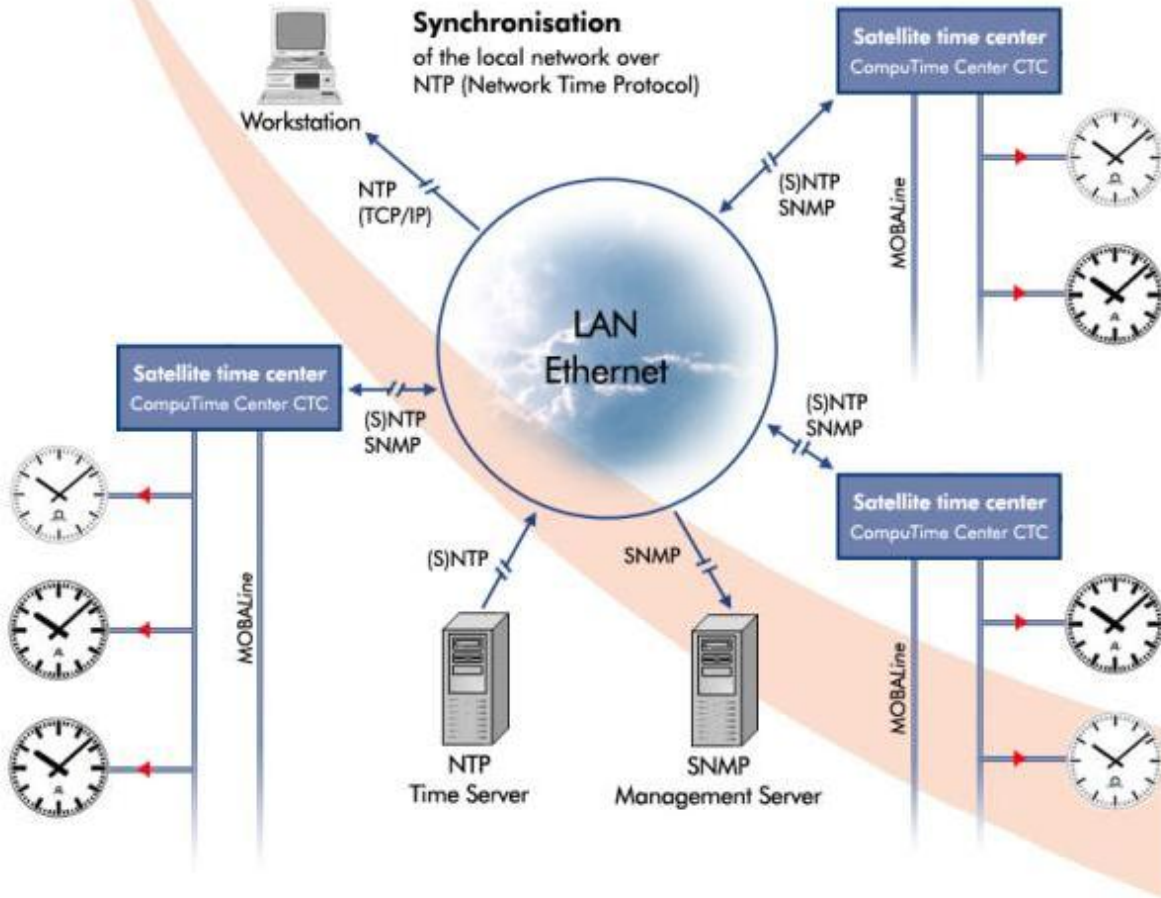 Synchronisation
of the local network over
NTP (Network Time Protocol)
Workstation
NTP
(TCP/IP)
Satellite time center
CompuTime Center CTC
(S)NTP
SNMP
MOBALine
LAN
Ethernet
Satellite time center
CompuTime Center CTC
(S)NTP
SNMP
MOBALine
(S)NTP
SNMP
Satellite time center
CompuTime Center CTC
MOBALine
(S)NTP
SNMP
NTP
Time Server
SNMP
Management Server